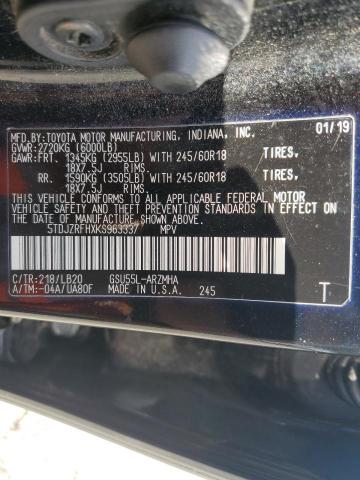 MFD.BY:TOYOTA MOTOR MANUFACTURING, INDIANA, INC. 01/19
GVWR:2720KG (6000LB)
GAWR:FRT. 1345KG (2955LB) WITH 245/60R18 TIRES,
18X7.5J RIMS,
RR. 1590KG (3505LB) WITH 245/60R18 TIRES,
18X7.5J RIMS.
THIS VEHICLE CONFORMS TO ALL APPLICABLE FEDERAL MOTOR
VEHICLE SAFETY AND THEFT PREVENTION STANDARDS IN EFFECT ON
THE DATE OF MANUFACTURE SHOWN ABOVE.
5TDJZRFHXKS963337 MPV
C/TR:218/LB20 GSU55L-ARZMHA
A/TM:-04A/UA80F MADE IN U.S.A. 245 T